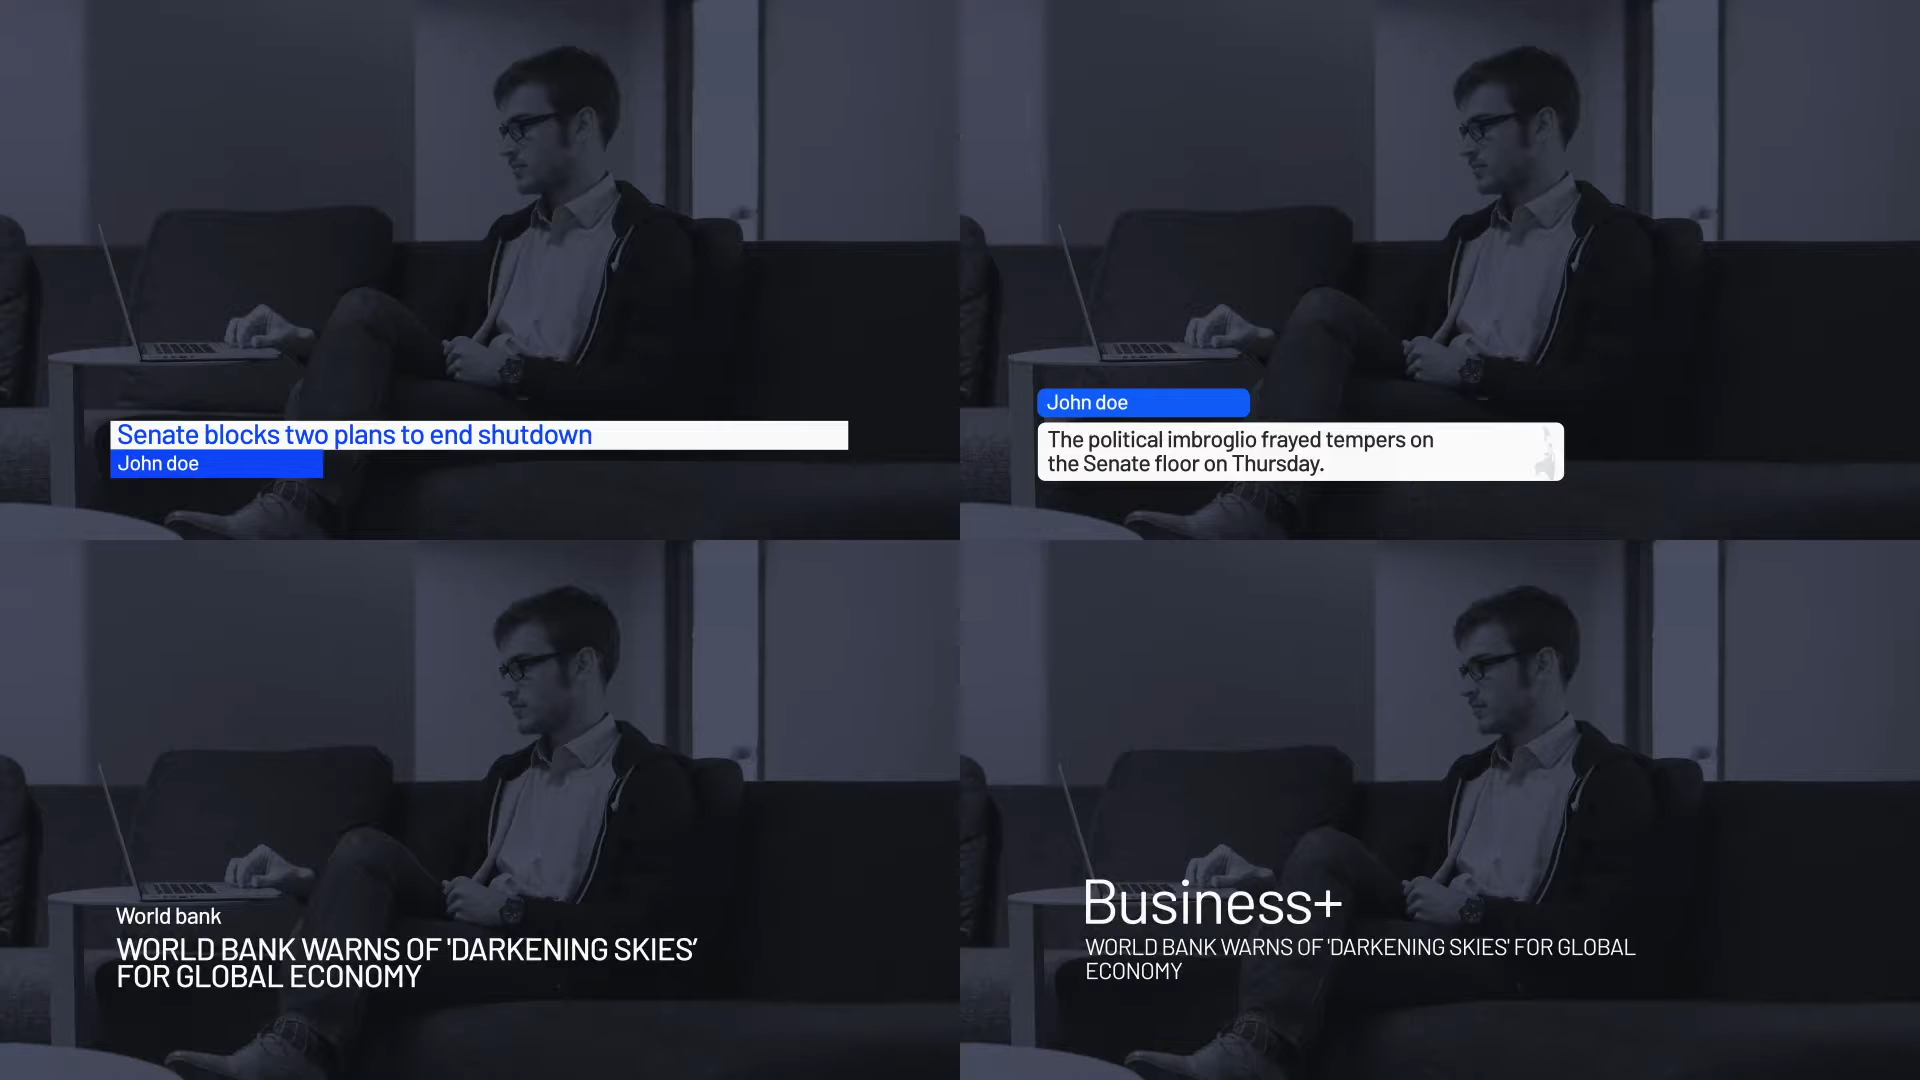 Senate blocks two plans to end shutdown
John doe
John doe
The political imbroglio frayed tempers on
the Senate floor on Thursday.
World bank
WORLD BANK WARNS OF 'DARKENING SKIES’
FOR GLOBAL ECONOMY
Business+
WORLD BANK WARNS OF 'DARKENING SKIES' FOR GLOBAL
ECONOMY